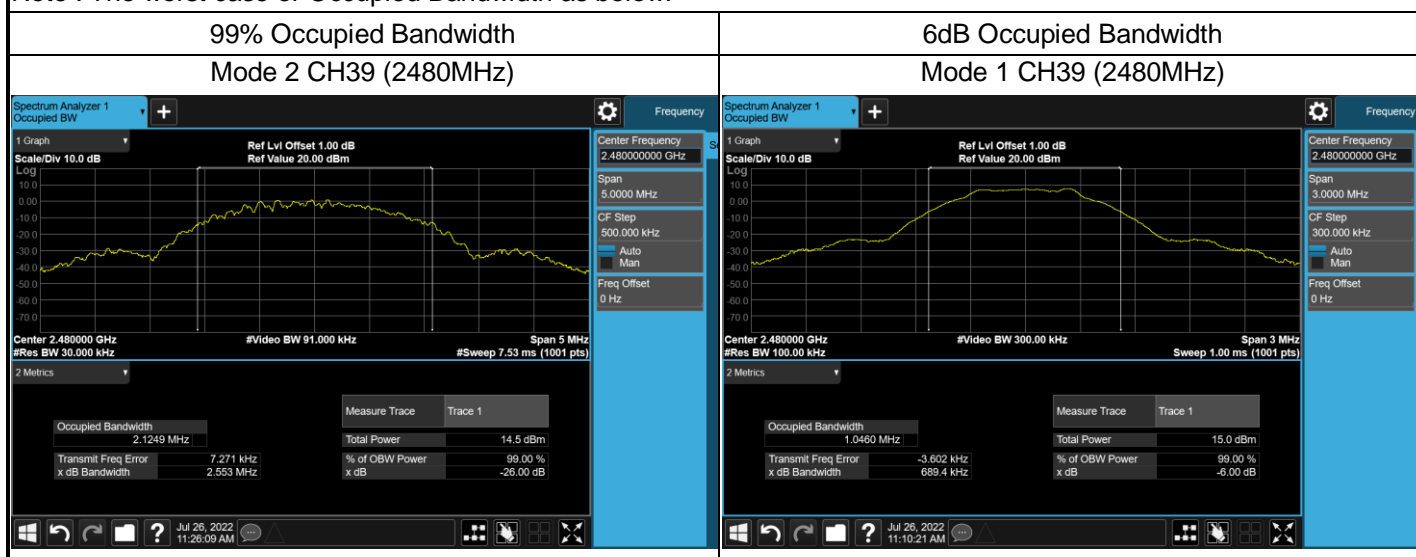 99% Occupied Bandwidth
6dB Occupied Bandwidth
Mode 2 CH39 (2480MHz)
Mode 1 CH39 (2480MHz)
Spectrum Analyzer 1
Occupied BW
+
Frequency
1 Graph
Scale/Div 10.0 dB
Ref Lvl Offset 1.00 dB
Ref Value 20.00 dBm
Log
10.0
0.00
-10.0
-20.0
-30.0
-40.0
-50.0
-60.0
-70.0
Center 2.480000 GHz
#Res BW 30.000 kHz
#Video BW 91.000 kHz
Span 5 MHz
#Sweep 7.53 ms (1001 pts)
Center Frequency
2.480000000 GHz
Span
5.0000 MHz
CF Step
500.000 kHz
Auto
Man
Freq Offset
0 Hz
2 Metrics
Occupied Bandwidth
2.1249 MHz
Transmit Freq Error 7.271 kHz
x dB Bandwidth 2.553 MHz
Measure Trace Trace 1
Total Power 14.5 dBm
% of OBW Power 99.00 %
x dB -26.00 dB
?
Jul 26, 2022
11:26:09 AM
Spectrum Analyzer 1
Occupied BW
+
Frequency
1 Graph
Scale/Div 10.0 dB
Ref Lvl Offset 1.00 dB
Ref Value 20.00 dBm
Log
10.0
0.00
-10.0
-20.0
-30.0
-40.0
-50.0
-60.0
-70.0
Center 2.480000 GHz
#Res BW 100.00 kHz
#Video BW 300.00 kHz
Span 3 MHz
Sweep 1.00 ms (1001 pts)
Center Frequency
2.480000000 GHz
Span
3.0000 MHz
CF Step
300.000 kHz
Auto
Man
Freq Offset
0 Hz
2 Metrics
Occupied Bandwidth
1.0460 MHz
Transmit Freq Error -3.602 kHz
x dB Bandwidth 689.4 kHz
Measure Trace Trace 1
Total Power 15.0 dBm
% of OBW Power 99.00 %
x dB -6.00 dB
?
Jul 26, 2022
11:10:21 AM